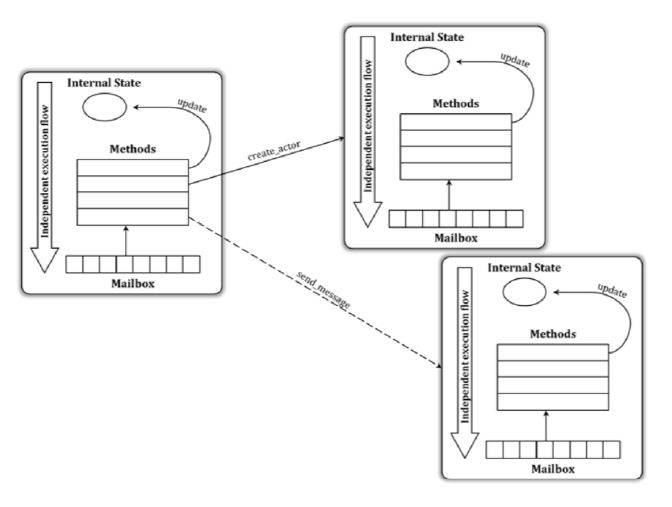 Internal State
update
Methods
Independent execution flow
Mailbox
create_actor
send_message
Internal State
update
Methods
Independent execution flow
Mailbox
Internal State
update
Methods
Independent execution flow
Mailbox